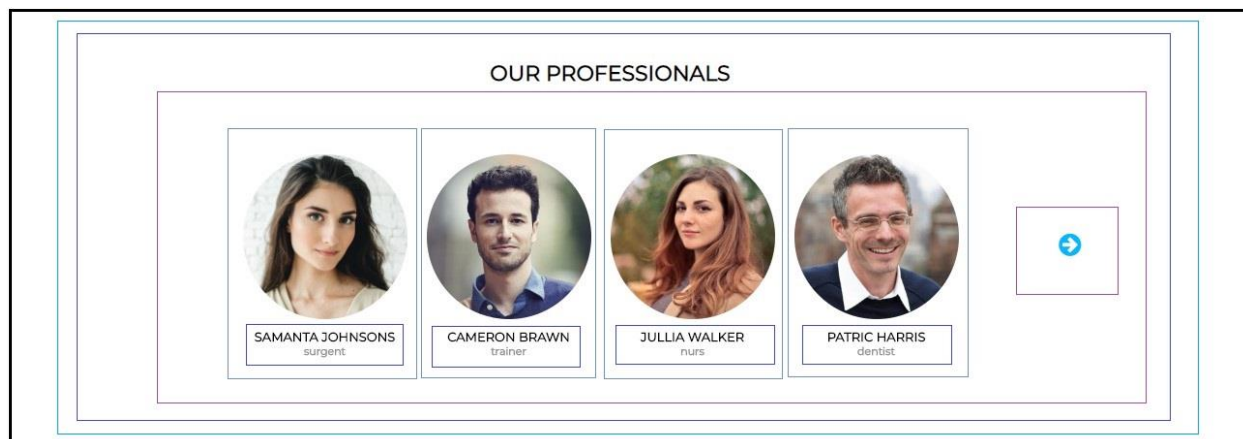 OUR PROFESSIONALS
SAMANTA JOHNSONS
surgent
CAMERON BRAWN
trainer
JULLIA WALKER
nurs
PATRIC HARRIS
dentist